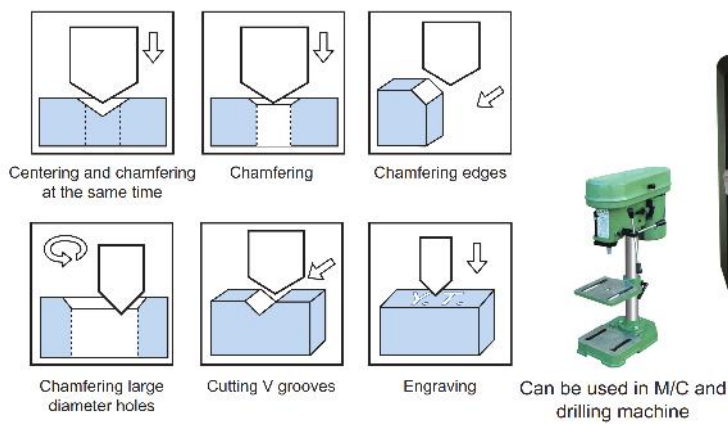 Centering and chamfering
at the same time
Chamfering
Chamfering edges
Chamfering large
diameter holes
Cutting V grooves
Engraving
Can be used in M/C and
drilling machine